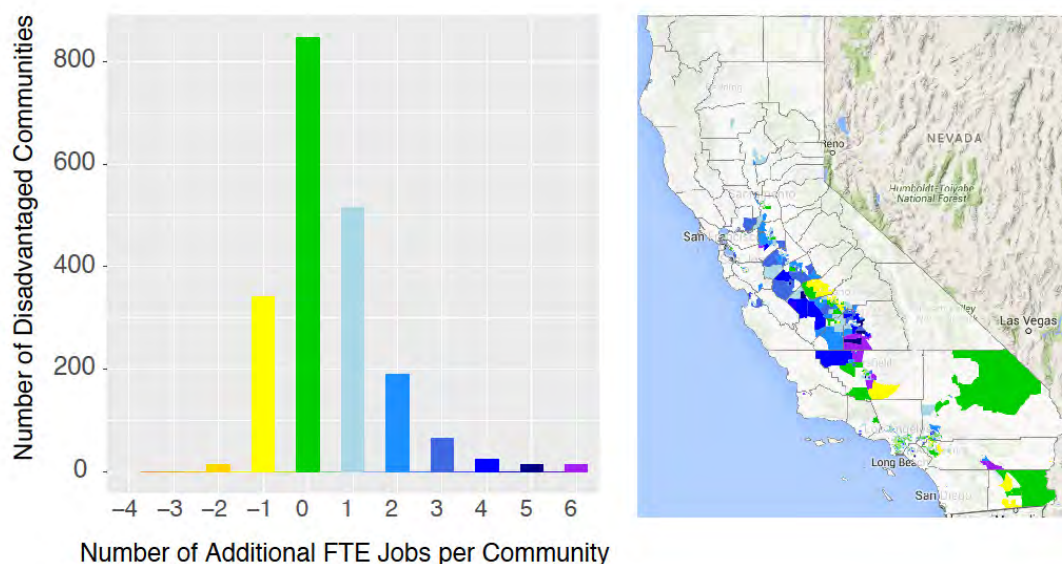 Number of Disadvantaged Communities
800
600
400
200
0
−4 −3 −2 −1 0 1 2 3 4 5 6
Number of Additional FTE Jobs per Community
Reno
NEVADA
Humboldt-Toiyabe
National Forest
San
Las Vegas
Long Bea
San Diego